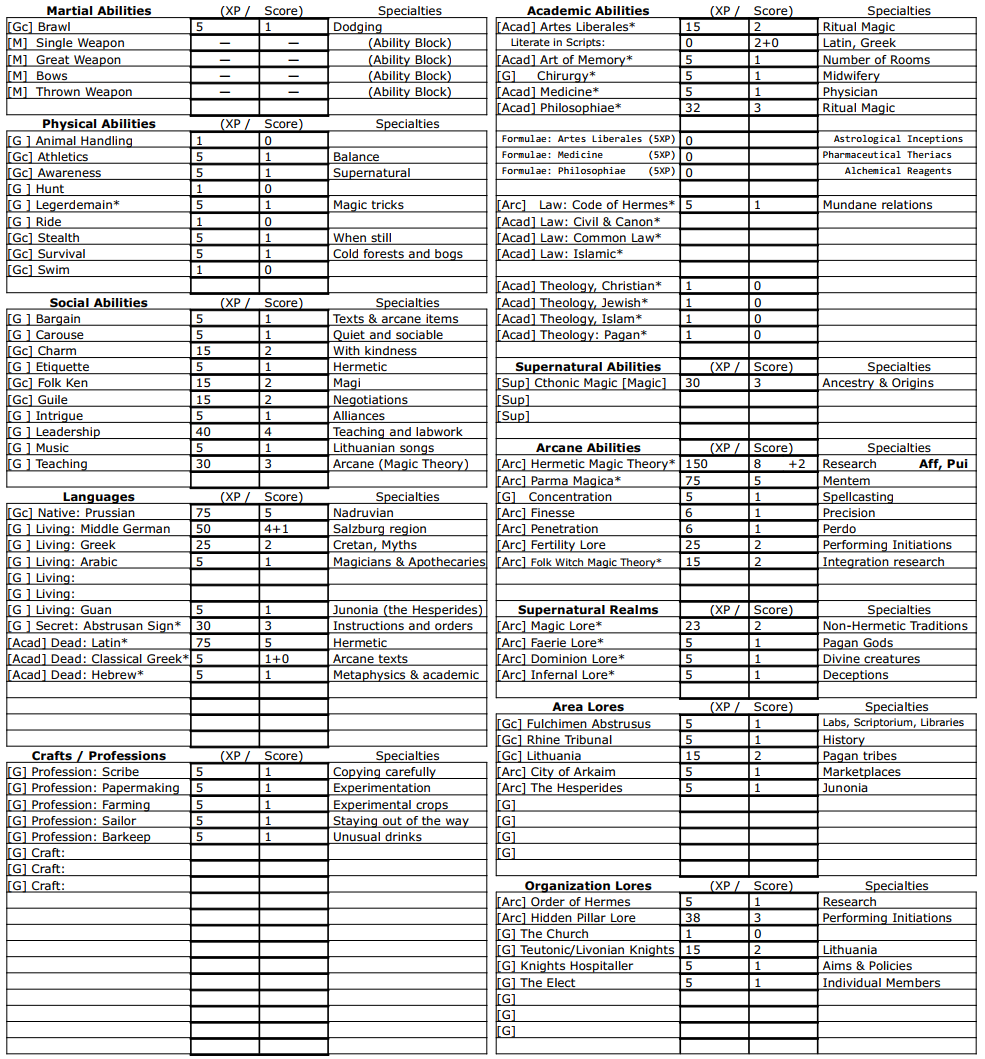 Martial Abilities (XP / Score) Specialties
[Gc] Brawl 5 1 Dodging
[M] Single Weapon — — (Ability Block)
[M] Great Weapon — — (Ability Block)
[M] Bows — — (Ability Block)
[M] Thrown Weapon — — (Ability Block)
Physical Abilities (XP / Score) Specialties
[G ] Animal Handling 1 0
[Gc] Athletics 5 1 Balance
[Gc] Awareness 5 1 Supernatural
[G ] Hunt 1 0
[G ] Legerdemain* 5 1 Magic tricks
[G ] Ride 1 0
[Gc] Stealth 5 1 When still
[Gc] Survival 5 1 Cold forests and bogs
[Gc] Swim 1 0
Social Abilities (XP / Score) Specialties
[G ] Bargain 5 1 Texts & arcane items
[G ] Carouse 5 1 Quiet and sociable
[Gc] Charm 15 2 With kindness
[G ] Etiquette 5 1 Hermetic
[Gc] Folk Ken 15 2 Magi
[Gc] Guile 15 2 Negotiations
[G ] Intrigue 5 1 Alliances
[G ] Leadership 40 4 Teaching and labwork
[G ] Music 5 1 Lithuanian songs
[G ] Teaching 30 3 Arcane (Magic Theory)
Languages (XP / Score) Specialties
[Gc] Native: Prussian 75 5 Nadruvian
[G ] Living: Middle German 50 4+1 Salzburg region
[G ] Living: Greek 25 2 Cretan, Myths
[G ] Living: Arabic 5 1 Magicians & Apothecaries
[G ] Living:
[G ] Living:
[G ] Living: Guan 5 1 Junonia (the Hesperides)
[G ] Secret: Abstrusan Sign* 30 3 Instructions and orders
[Acad] Dead: Latin* 75 5 Hermetic
[Acad] Dead: Classical Greek* 5 1+0 Arcane texts
[Acad] Dead: Hebrew* 5 1 Metaphysics & academic
Crafts / Professions (XP / Score) Specialties
[G] Profession: Scribe 5 1 Copying carefully
[G] Profession: Papermaking 5 1 Experimentation
[G] Profession: Farming 5 1 Experimental crops
[G] Profession: Sailor 5 1 Staying out of the way
[G] Profession: Barkeep 5 1 Unusual drinks
[G] Craft:
[G] Craft:
[G] Craft:
Academic Abilities (XP / Score) Specialties
[Acad] Artes Liberales* 15 2 Ritual Magic
Literate in Scripts: 0 2+0 Latin, Greek
[Acad] Art of Memory* 5 1 Number of Rooms
[G] Chirurgy* 5 1 Midwifery
[Acad] Medicine* 5 1 Physician
[Acad] Philosophiae* 32 3 Ritual Magic
Formulae: Artes Liberales (5XP) 0 Astrological Inceptions
Formulae: Medicine (5XP) 0 Pharmaceutical Theriacs
Formulae: Philosophiae (5XP) 0 Alchemical Reagents
[Arc] Law: Code of Hermes* 5 1 Mundane relations
[Acad] Law: Civil & Canon*
[Acad] Law: Common Law*
[Acad] Law: Islamic*
[Acad] Theology, Christian* 1 0
[Acad] Theology, Jewish* 1 0
[Acad] Theology, Islam* 1 0
[Acad] Theology: Pagan* 1 0
Supernatural Abilities (XP / Score) Specialties
[Sup] Cthonic Magic [Magic] 30 3 Ancestry & Origins
[Sup]
[Sup]
Arcane Abilities (XP / Score) Specialties
[Arc] Hermetic Magic Theory* 150 8 +2 Research Aff, Pui
[Arc] Parma Magica* 75 5 Mentem
[G] Concentration 5 1 Spellcasting
[Arc] Finesse 6 1 Precision
[Arc] Penetration 6 1 Perdo
[Arc] Fertility Lore 25 2 Performing Initiations
[Arc] Folk Witch Magic Theory* 15 2 Integration research
Supernatural Realms (XP / Score) Specialties
[Arc] Magic Lore* 23 2 Non-Hermetic Traditions
[Arc] Faerie Lore* 5 1 Pagan Gods
[Arc] Dominion Lore* 5 1 Divine creatures
[Arc] Infernal Lore* 5 1 Deceptions
Area Lores (XP / Score) Specialties
[Gc] Fulchimen Abstrusus 5 1 Labs, Scriptorium, Libraries
[Gc] Rhine Tribunal 5 1 History
[Gc] Lithuania 15 2 Pagan tribes
[Arc] City of Arkaim 5 1 Marketplaces
[Arc] The Hesperides 5 1 Junonia
[G]
[G]
[G]
[G]
Organization Lores (XP / Score) Specialties
[Arc] Order of Hermes 5 1 Research
[Arc] Hidden Pillar Lore 38 3 Performing Initiations
[G] The Church 1 0
[G] Teutonic/Livonian Knights 15 2 Lithuania
[G] Knights Hospitaller 5 1 Aims & Policies
[G] The Elect 5 1 Individual Members
[G]
[G]
[G]